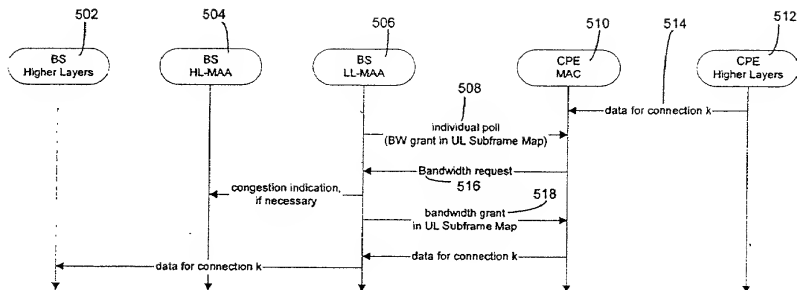 502
504
506
510
514
512
BS
Higher Layers
BS
HL-MAA
BS
LL-MAA
CPE
MAC
CPE
Higher Layers
508
data for connection k
individual poll
(BW grant in UL Subframe Map)
Bandwidth request
516
congestion indication,
if necessary
518
bandwidth grant
in UL Subframe Map
data for connection k
data for connection k